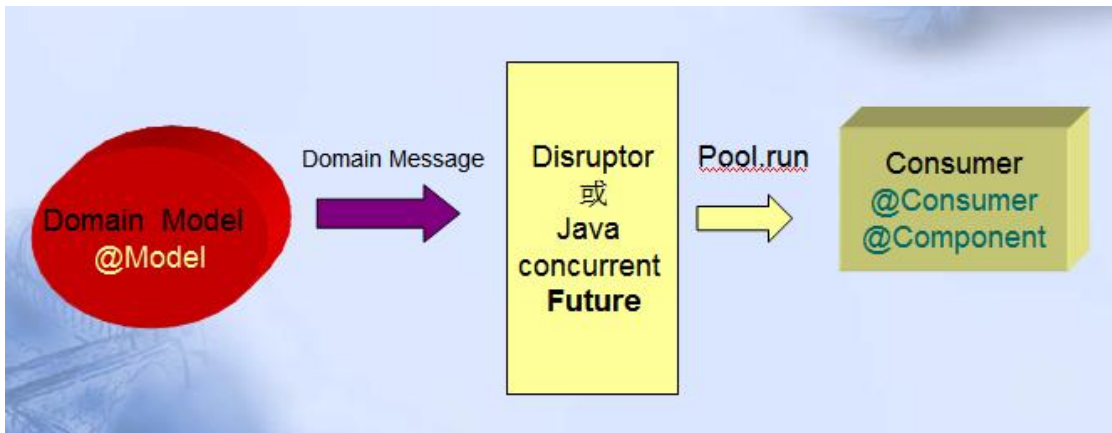 Domain Model
@Model
Domain Message
Disruptor
或
Java
concurrent
Future
Pool.run
Consumer
@Consumer
@Component